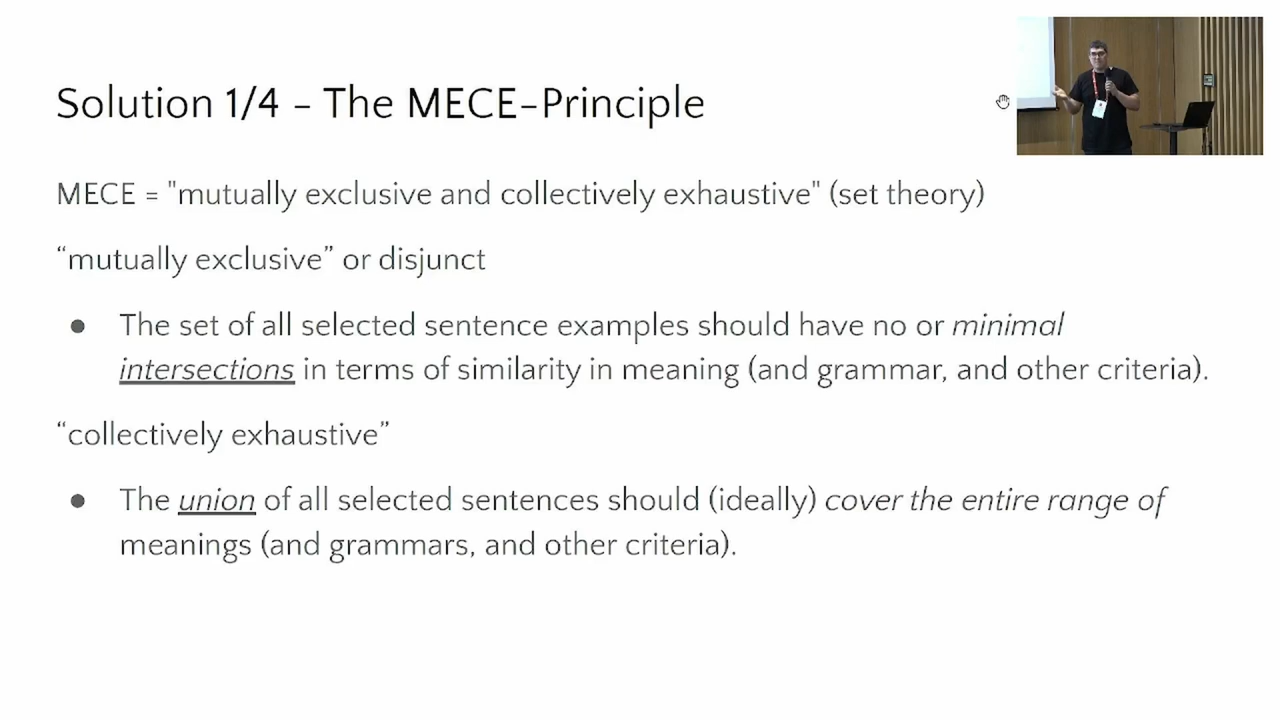 Solution 1/4 – The MECE-Principle
MECE = "mutually exclusive and collectively exhaustive" (set theory)
“mutually exclusive” or disjunct
● The set of all selected sentence examples should have no or minimal
intersections in terms of similarity in meaning (and grammar, and other criteria).
“collectively exhaustive”
● The union of all selected sentences should (ideally) cover the entire range of
meanings (and grammars, and other criteria).